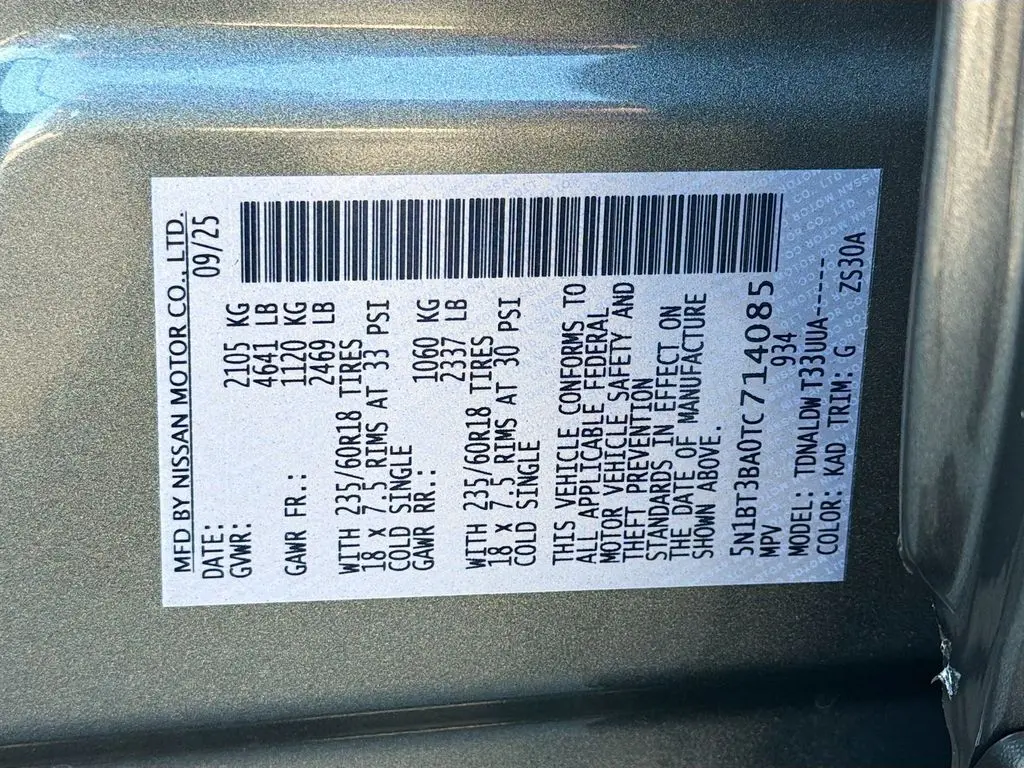 MFD BY NISSAN MOTOR CO., LTD.
DATE: 09/25
GVWR: 2105 KG
4641 LB
GAWR FR.: 1120 KG
2469 LB
WITH 235/60R18 TIRES
18 X 7.5 RIMS AT 33 PSI
COLD SINGLE
GAWR RR.: 1060 KG
2337 LB
WITH 235/60R18 TIRES
18 X 7.5 RIMS AT 30 PSI
COLD SINGLE
THIS VEHICLE CONFORMS TO
ALL APPLICABLE FEDERAL
MOTOR VEHICLE SAFETY AND
THEFT PREVENTION
STANDARDS IN EFFECT ON
THE DATE OF MANUFACTURE
SHOWN ABOVE.
5N1BT3BA0TC714085
MPV 934
MODEL: TDNALDW T33UUA-----
COLOR: KAD TRIM: G ZS30A